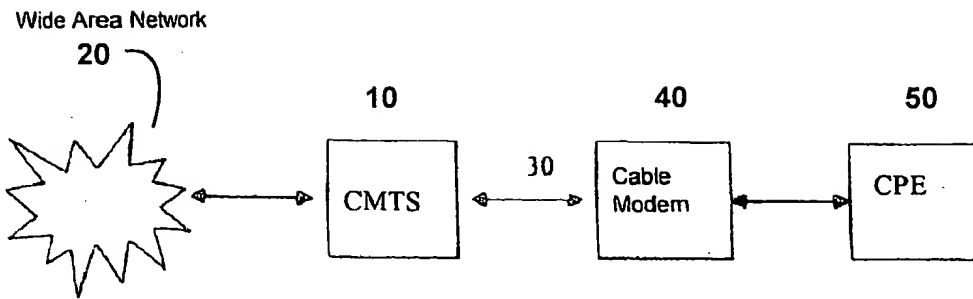 Wide Area Network
20
10
40
50
30
CMTS
Cable
Modem
CPE